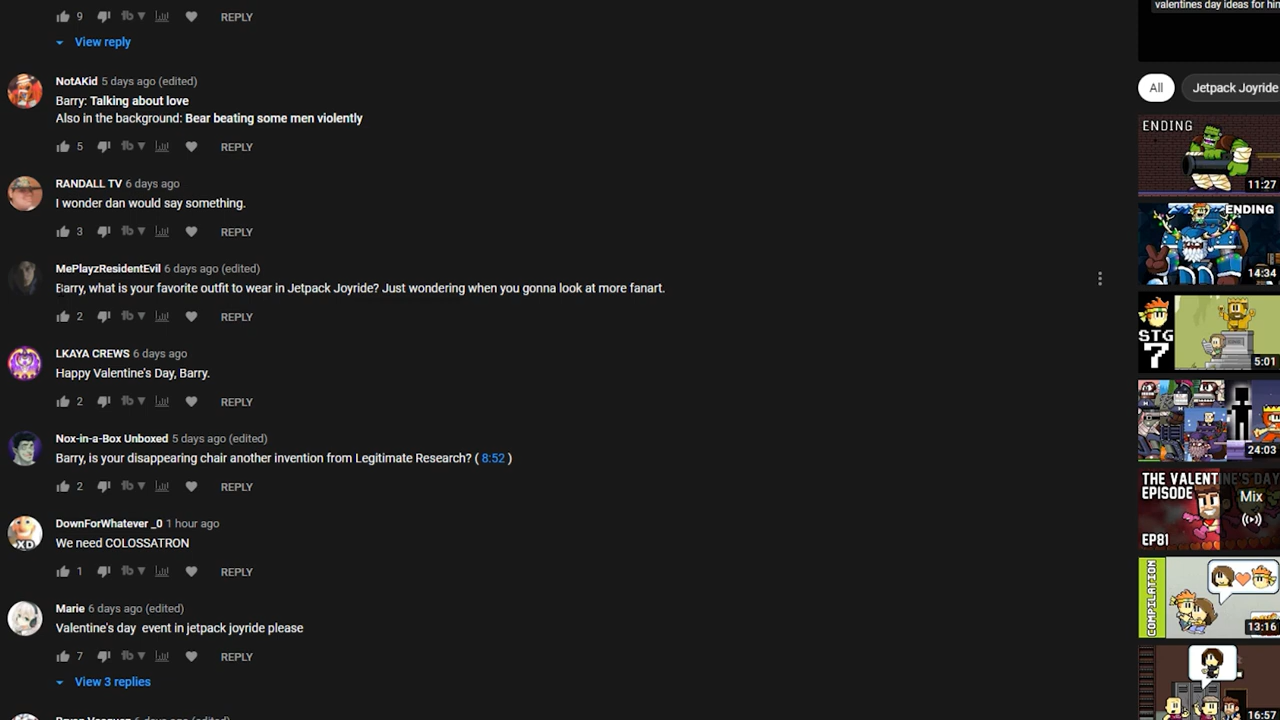 valentines day ideas for hin
9 REPLY
View reply
NotAKid 5 days ago (edited)
Barry: Talking about love
Also in the background: Bear beating some men violently
5 REPLY
RANDALL TV 6 days ago
I wonder dan would say something.
3 REPLY
MePlayzResidentEvil 6 days ago (edited)
Barry, what is your favorite outfit to wear in Jetpack Joyride? Just wondering when you gonna look at more fanart.
2 REPLY
LKAYA CREWS 6 days ago
Happy Valentine's Day, Barry.
2 REPLY
Nox-in-a-Box Unboxed 5 days ago (edited)
Barry, is your disappearing chair another invention from Legitimate Research? ( 8:52 )
2 REPLY
DownForWhatever _0 1 hour ago
XD
We need COLOSSATRON
1 REPLY
Marie 6 days ago (edited)
Valentine's day event in jetpack joyride please
7 REPLY
View 3 replies
6 days ago (edited)
All Jetpack Joyride
ENDING
11:27
ENDING
14:34
STG
7
5:01
24:03
THE VALENTINE'S DAY
EPISODE
Mix
EP81
COMPILATION
13:16
16:57